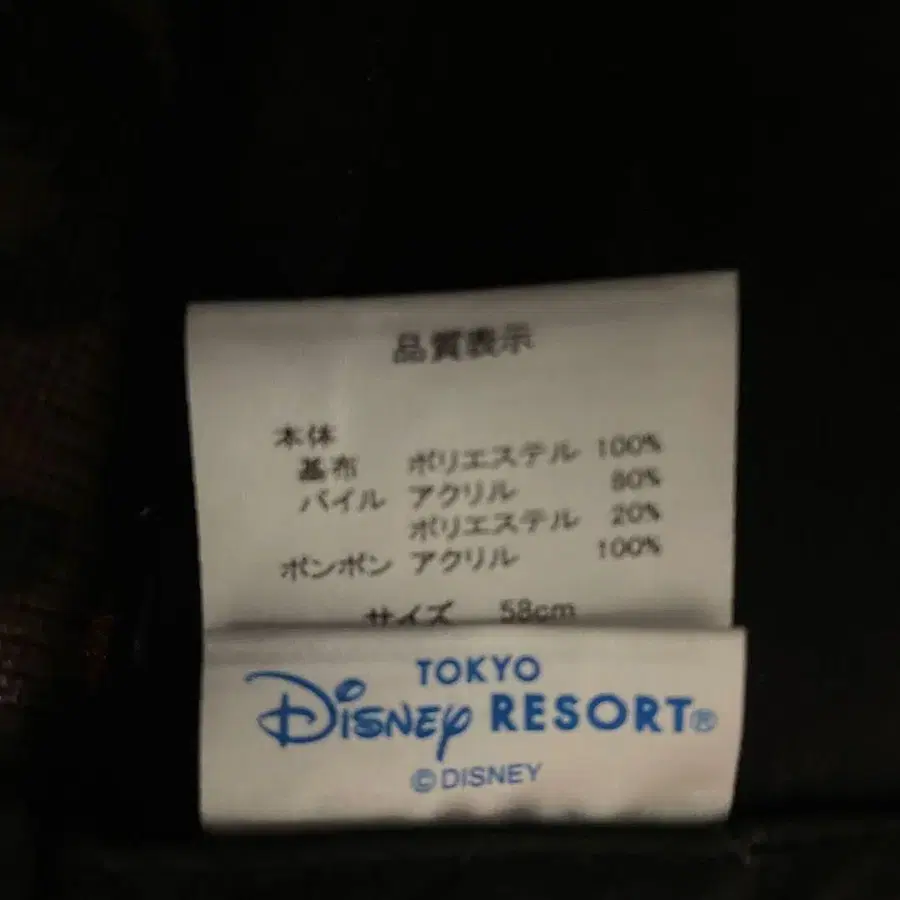 品質表示
本体
基布 ポリエステル 100%
パイル アクリル 80%
ポリエステル 20%
ポンポン アクリル 100%
サイズ 58cm
TOKYO
DISNEY RESORT®
©DISNEY